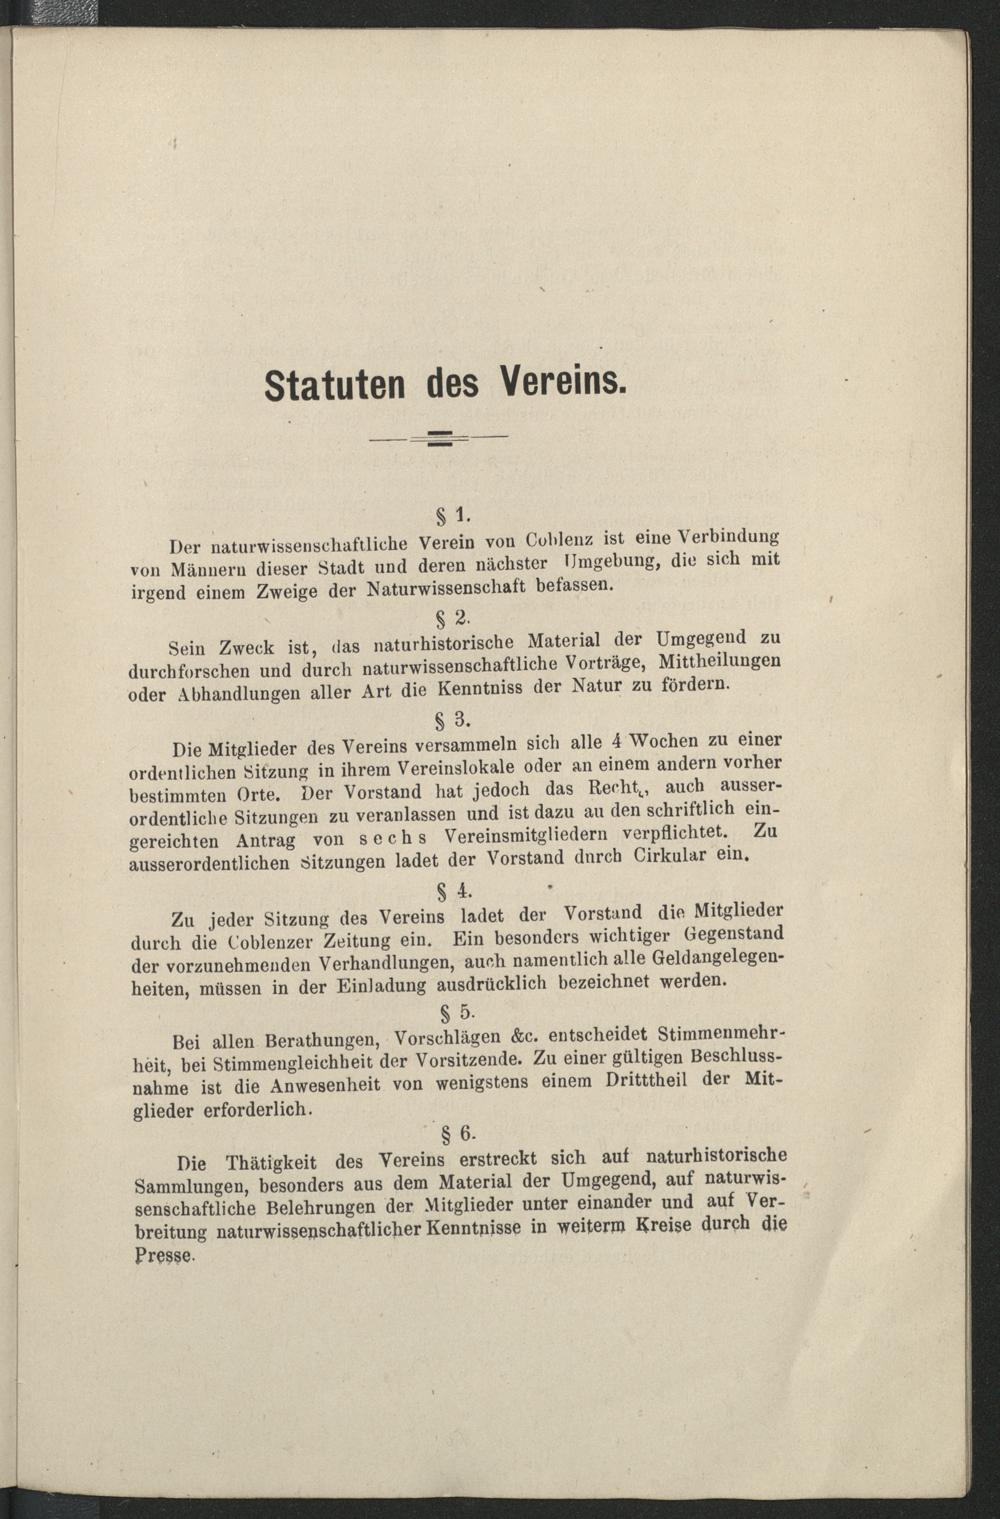 Statuten des Vereins.
§ 1.
Der naturwissenschaftliche Verein von Coblenz ist eine Verbindung
von Männern dieser Stadt und deren nächster Umgebung, die sich mit
irgend einem Zweige der Naturwissenschaft befassen.
§ 2.
Sein Zweck ist, das naturhistorische Material der Umgegend zu
durchforschen und durch naturwissenschaftliche Vorträge, Mittheilungen
oder Abhandlungen aller Art die Kenntniss der Natur zu fördern.
§ 3.
Die Mitglieder des Vereins versammeln sich alle 4 Wochen zu einer
ordentlichen Sitzung in ihrem Vereinslokale oder an einem andern vorher
bestimmten Orte. Der Vorstand hat jedoch das Recht, auch ausser-
ordentliche Sitzungen zu veranlassen und ist dazu au den schriftlich ein-
gereichten Antrag von sechs Vereinsmitgliedern verpflichtet. Zu
ausserordentlichen Sitzungen ladet der Vorstand durch Cirkular ein.
§ 4.
Zu jeder Sitzung des Vereins ladet der Vorstand die Mitglieder
durch die Coblenzer Zeitung ein. Ein besonders wichtiger Gegenstand
der vorzunehmenden Verhandlungen, auch namentlich alle Geldangelegen-
heiten, müssen in der Einladung ausdrücklich bezeichnet werden.
§ 5.
Bei allen Berathungen, Vorschlägen &c. entscheidet Stimmenmehr-
heit, bei Stimmengleichheit der Vorsitzende. Zu einer gültigen Beschluss-
nahme ist die Anwesenheit von wenigstens einem Dritttheil der Mit-
glieder erforderlich.
§ 6.
Die Thätigkeit des Vereins erstreckt sich auf naturhistorische
Sammlungen, besonders aus dem Material der Umgegend, auf naturwis-
senschaftliche Belehrungen der Mitglieder unter einander und auf Ver-
breitung naturwissenschaftlicher Kenntnisse in weiterm Kreise durch die
Presse.